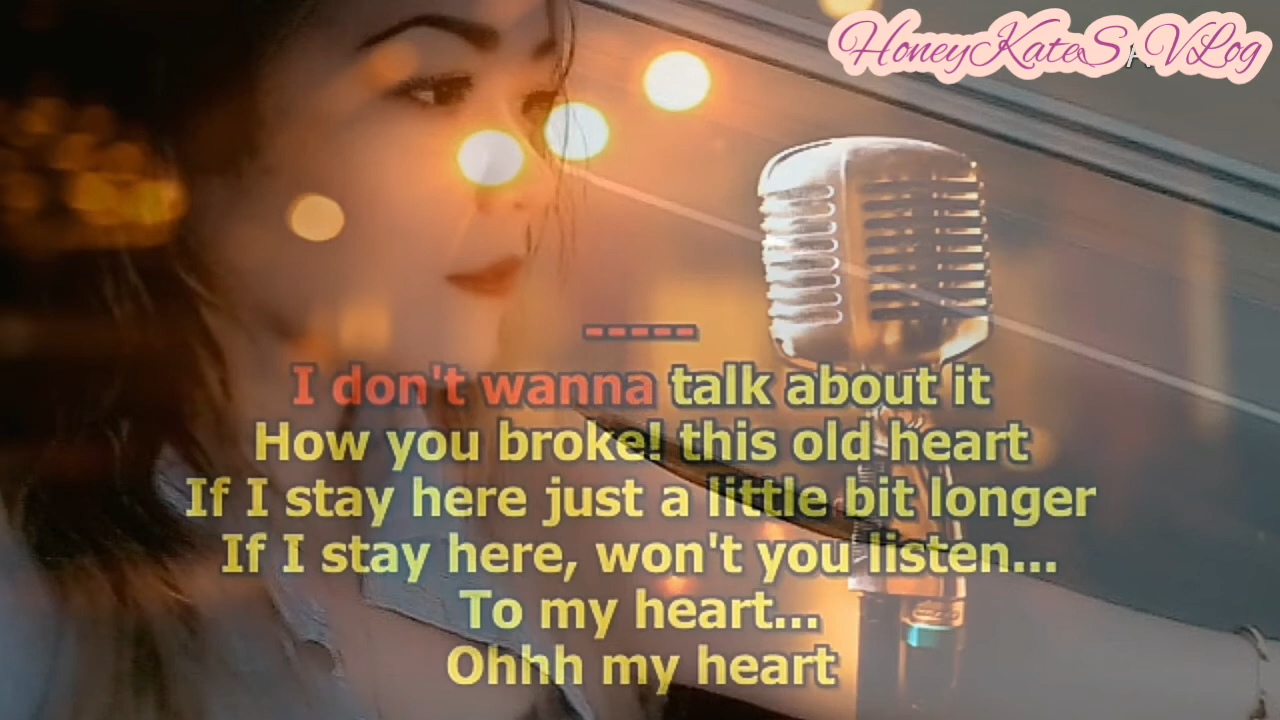 HoneyKateS VLog
-----
I don't wanna talk about it
How you broke! this old heart
If I stay here just a little bit longer
If I stay here, won't you listen...
To my heart...
Ohhh my heart